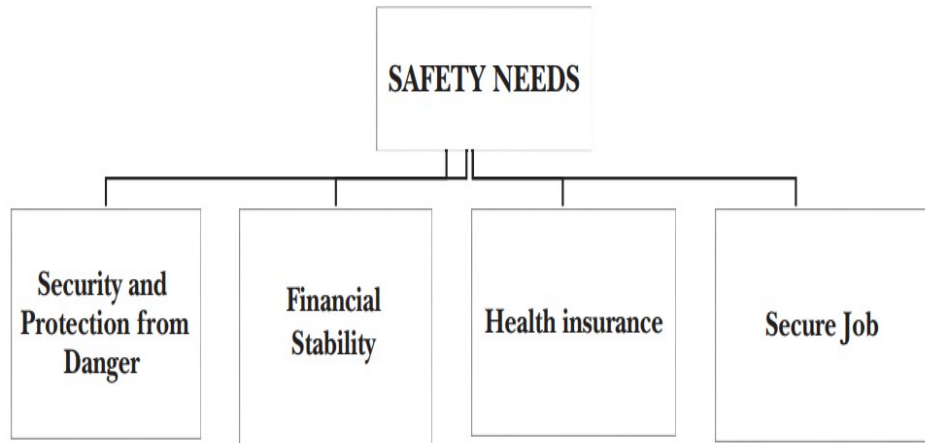 SAFETY NEEDS
Security and
Protection from
Danger
Financial
Stability
Health insurance
Secure Job